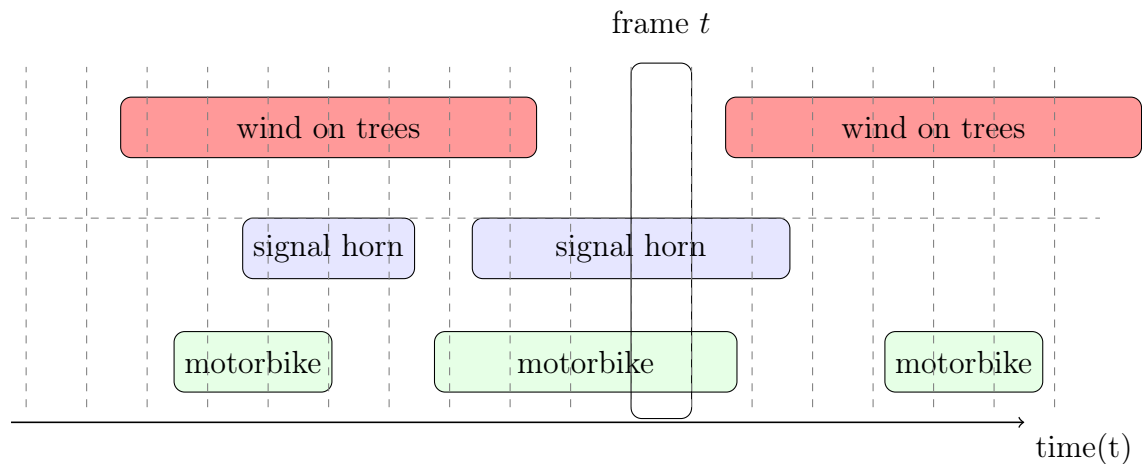 frame t
wind on trees
wind on trees
signal horn
signal horn
motorbike
motorbike
motorbike
time(t)